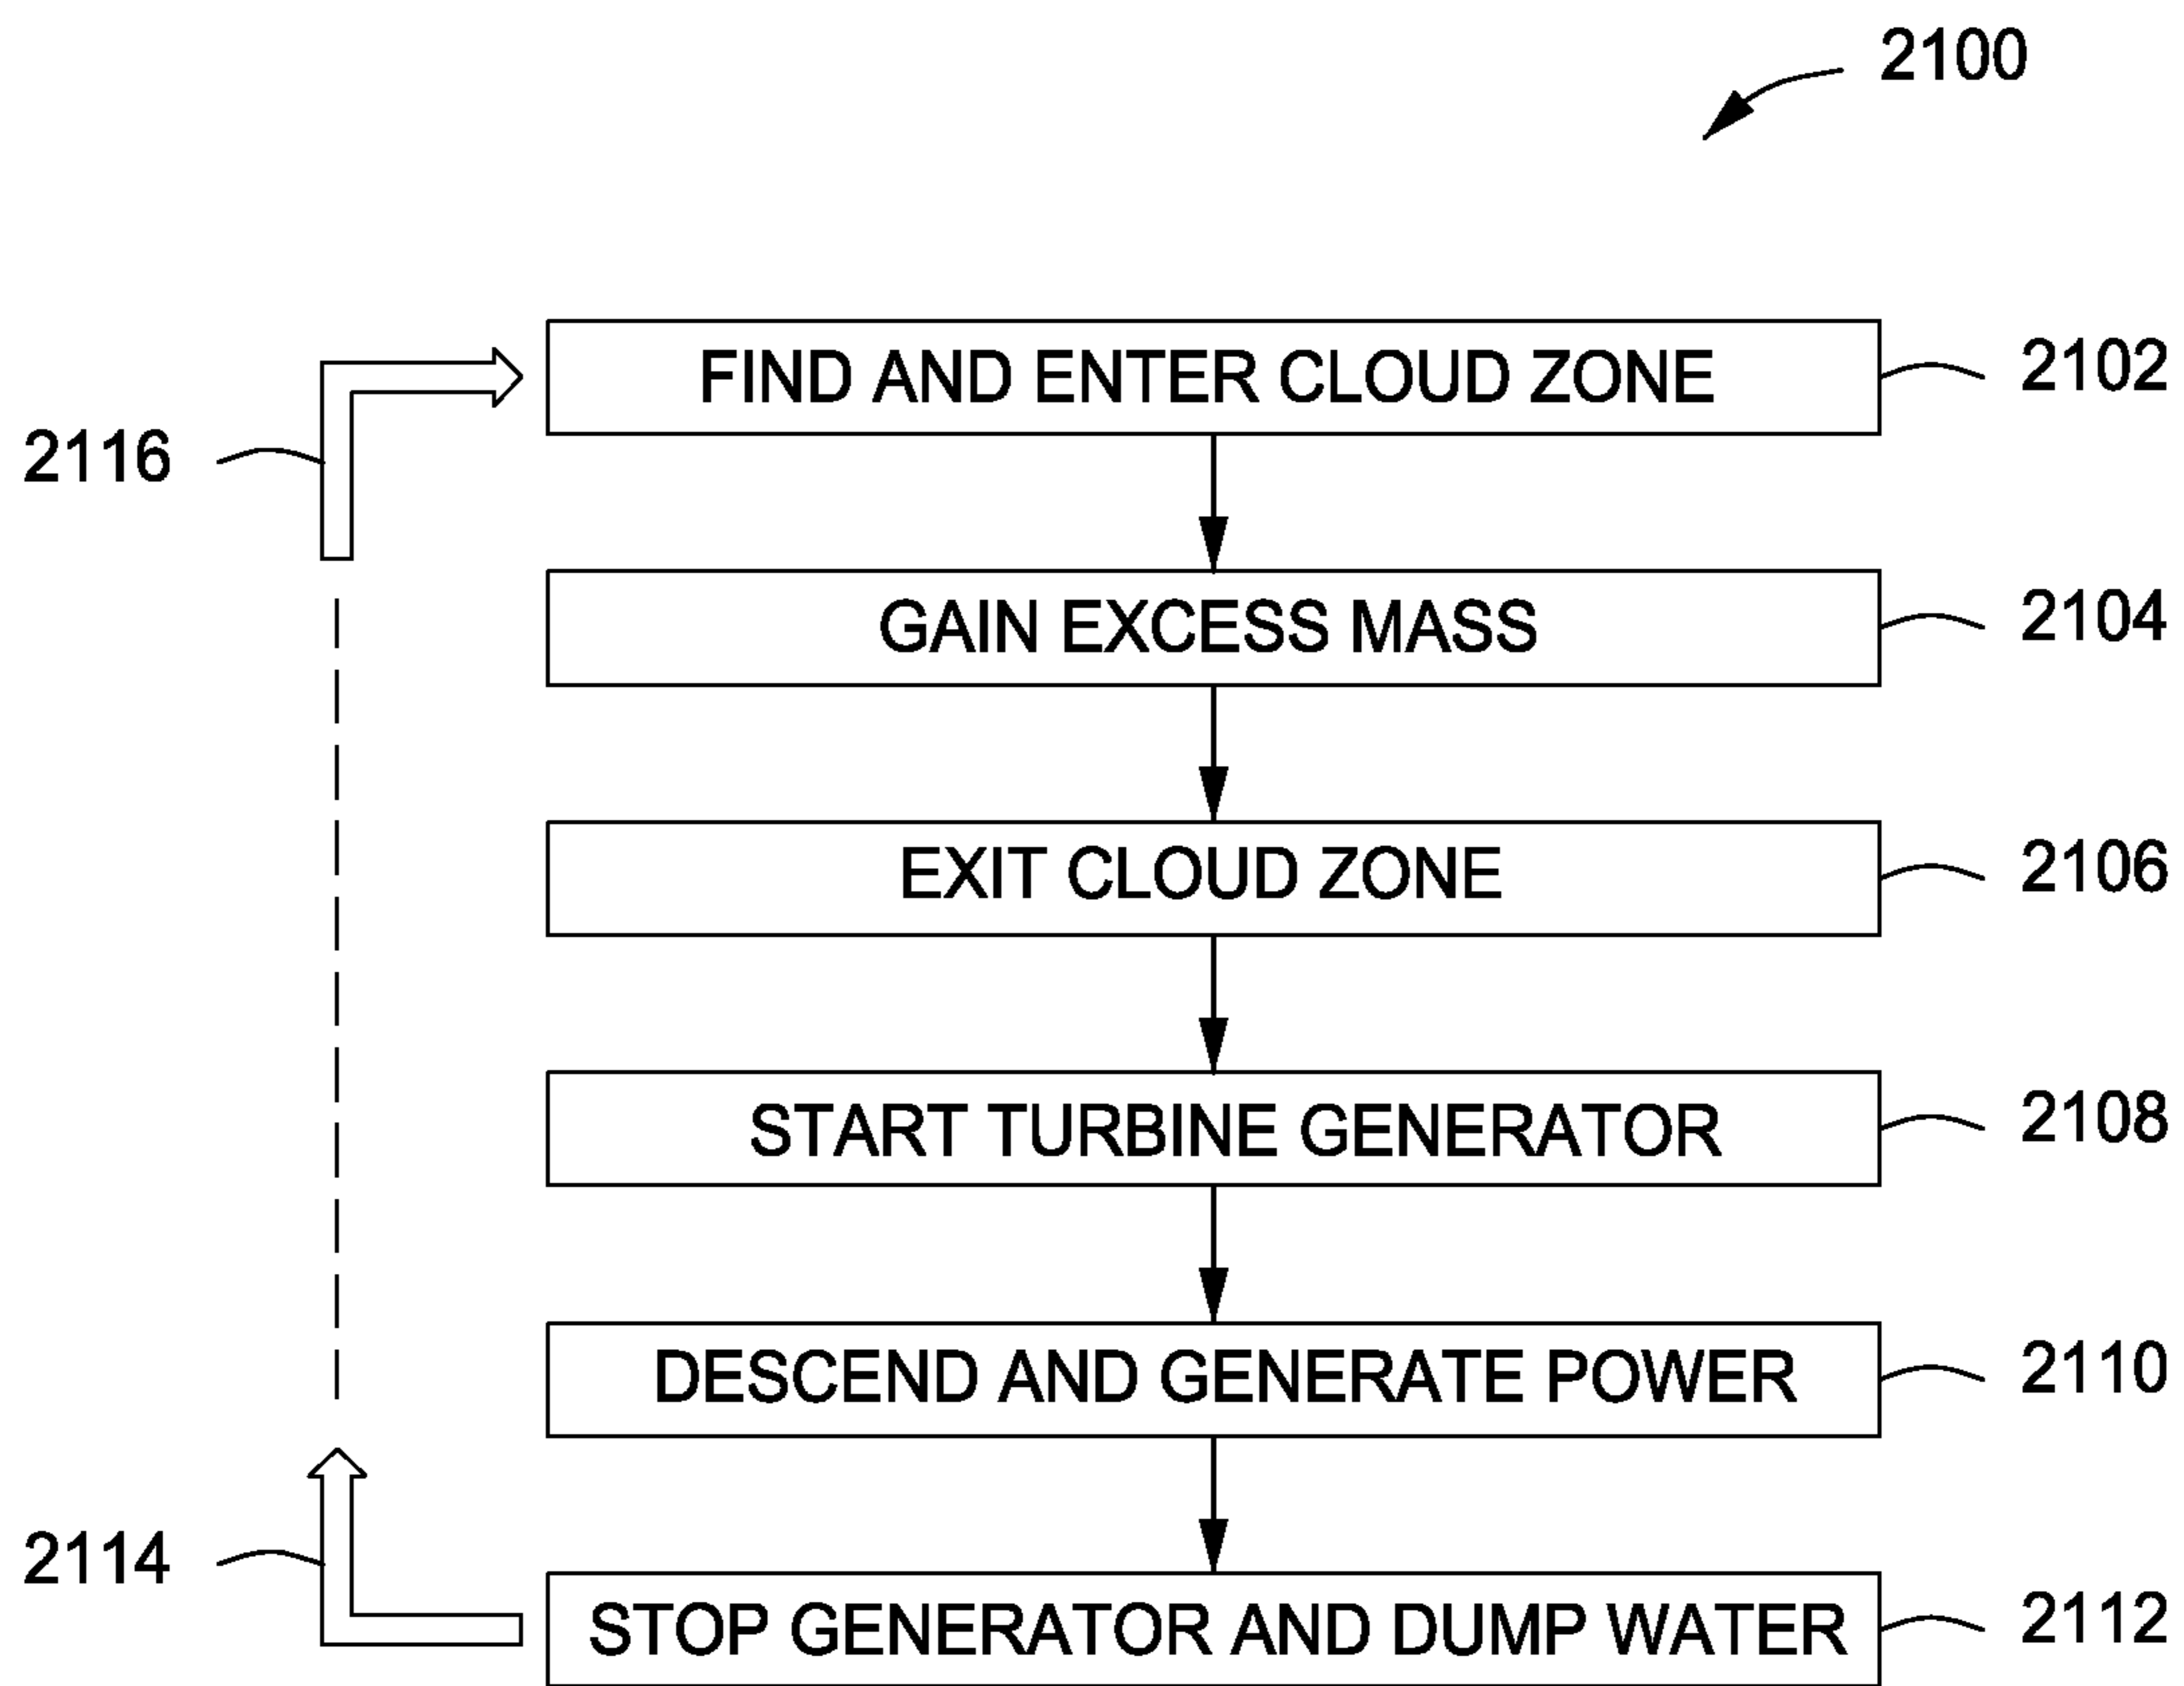 2100
FIND AND ENTER CLOUD ZONE
2102
2116
GAIN EXCESS MASS
2104
EXIT CLOUD ZONE
2106
START TURBINE GENERATOR
2108
DESCEND AND GENERATE POWER
2110
2114
STOP GENERATOR AND DUMP WATER
2112